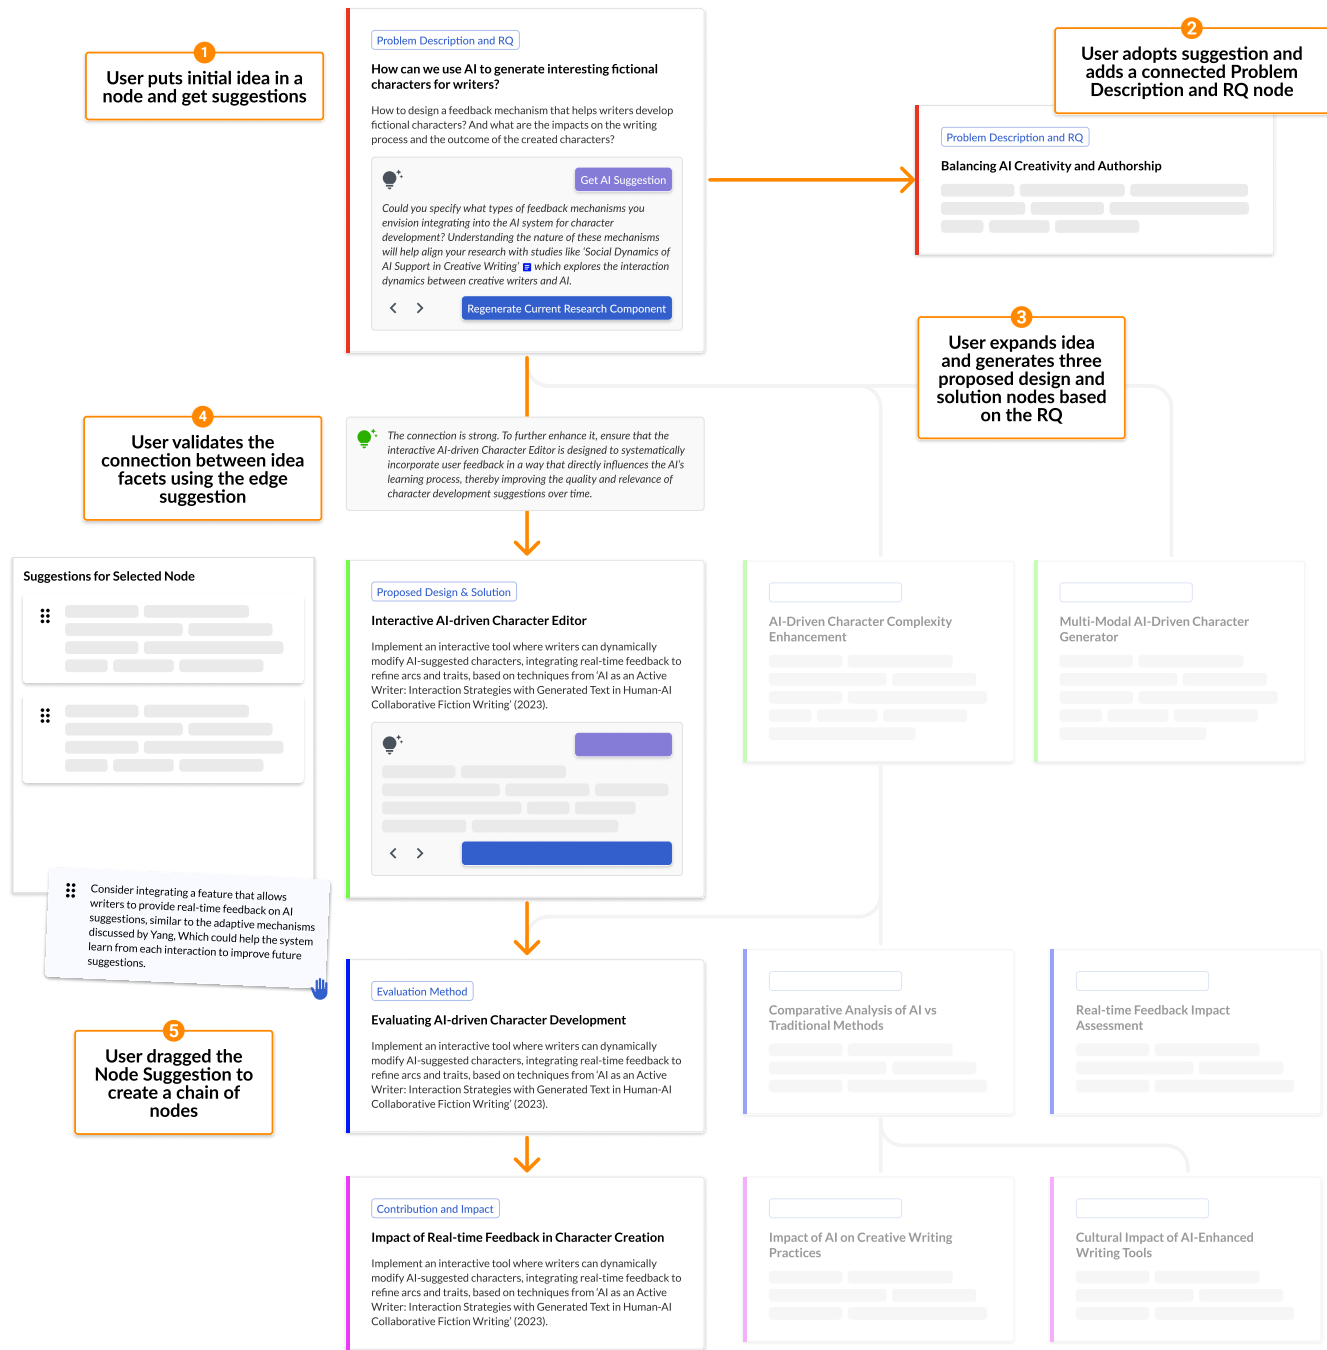 1
User puts initial idea in a
node and get suggestions
Problem Description and RQ
How can we use AI to generate interesting fictional
characters for writers?
How to design a feedback mechanism that helps writers develop
fictional characters? And what are the impacts on the writing
process and the outcome of the created characters?
Get AI Suggestion
Could you specify what types of feedback mechanisms you
envision integrating into the AI system for character
development? Understanding the nature of these mechanisms
will help align your research with studies like ‘Social Dynamics of
AI Support in Creative Writing’ which explores the interaction
dynamics between creative writers and AI.
Regenerate Current Research Component
2
User adopts suggestion and
adds a connected Problem
Description and RQ node
Problem Description and RQ
Balancing AI Creativity and Authorship
3
User expands idea
and generates three
proposed design and
solution nodes based
on the RQ
4
User validates the
connection between idea
facets using the edge
suggestion
The connection is strong. To further enhance it, ensure that the
interactive AI-driven Character Editor is designed to systematically
incorporate user feedback in a way that directly influences the AI’s
learning process, thereby improving the quality and relevance of
character development suggestions over time.
Suggestions for Selected Node
Consider integrating a feature that allows
writers to provide real-time feedback on AI
suggestions, similar to the adaptive mechanisms
discussed by Yang, Which could help the system
learn from each interaction to improve future
suggestions.
5
User dragged the
Node Suggestion to
create a chain of
nodes
Proposed Design & Solution
Interactive AI-driven Character Editor
Implement an interactive tool where writers can dynamically
modify AI-suggested characters, integrating real-time feedback to
refine arcs and traits, based on techniques from ‘AI as an Active
Writer: Interaction Strategies with Generated Text in Human-AI
Collaborative Fiction Writing’ (2023).
AI-Driven Character Complexity
Enhancement
Multi-Modal AI-Driven Character
Generator
Evaluation Method
Evaluating AI-driven Character Development
Implement an interactive tool where writers can dynamically
modify AI-suggested characters, integrating real-time feedback to
refine arcs and traits, based on techniques from ‘AI as an Active
Writer: Interaction Strategies with Generated Text in Human-AI
Collaborative Fiction Writing’ (2023).
Comparative Analysis of AI vs
Traditional Methods
Real-time Feedback Impact
Assessment
Contribution and Impact
Impact of Real-time Feedback in Character Creation
Implement an interactive tool where writers can dynamically
modify AI-suggested characters, integrating real-time feedback to
refine arcs and traits, based on techniques from ‘AI as an Active
Writer: Interaction Strategies with Generated Text in Human-AI
Collaborative Fiction Writing’ (2023).
Impact of AI on Creative Writing
Practices
Cultural Impact of AI-Enhanced
Writing Tools